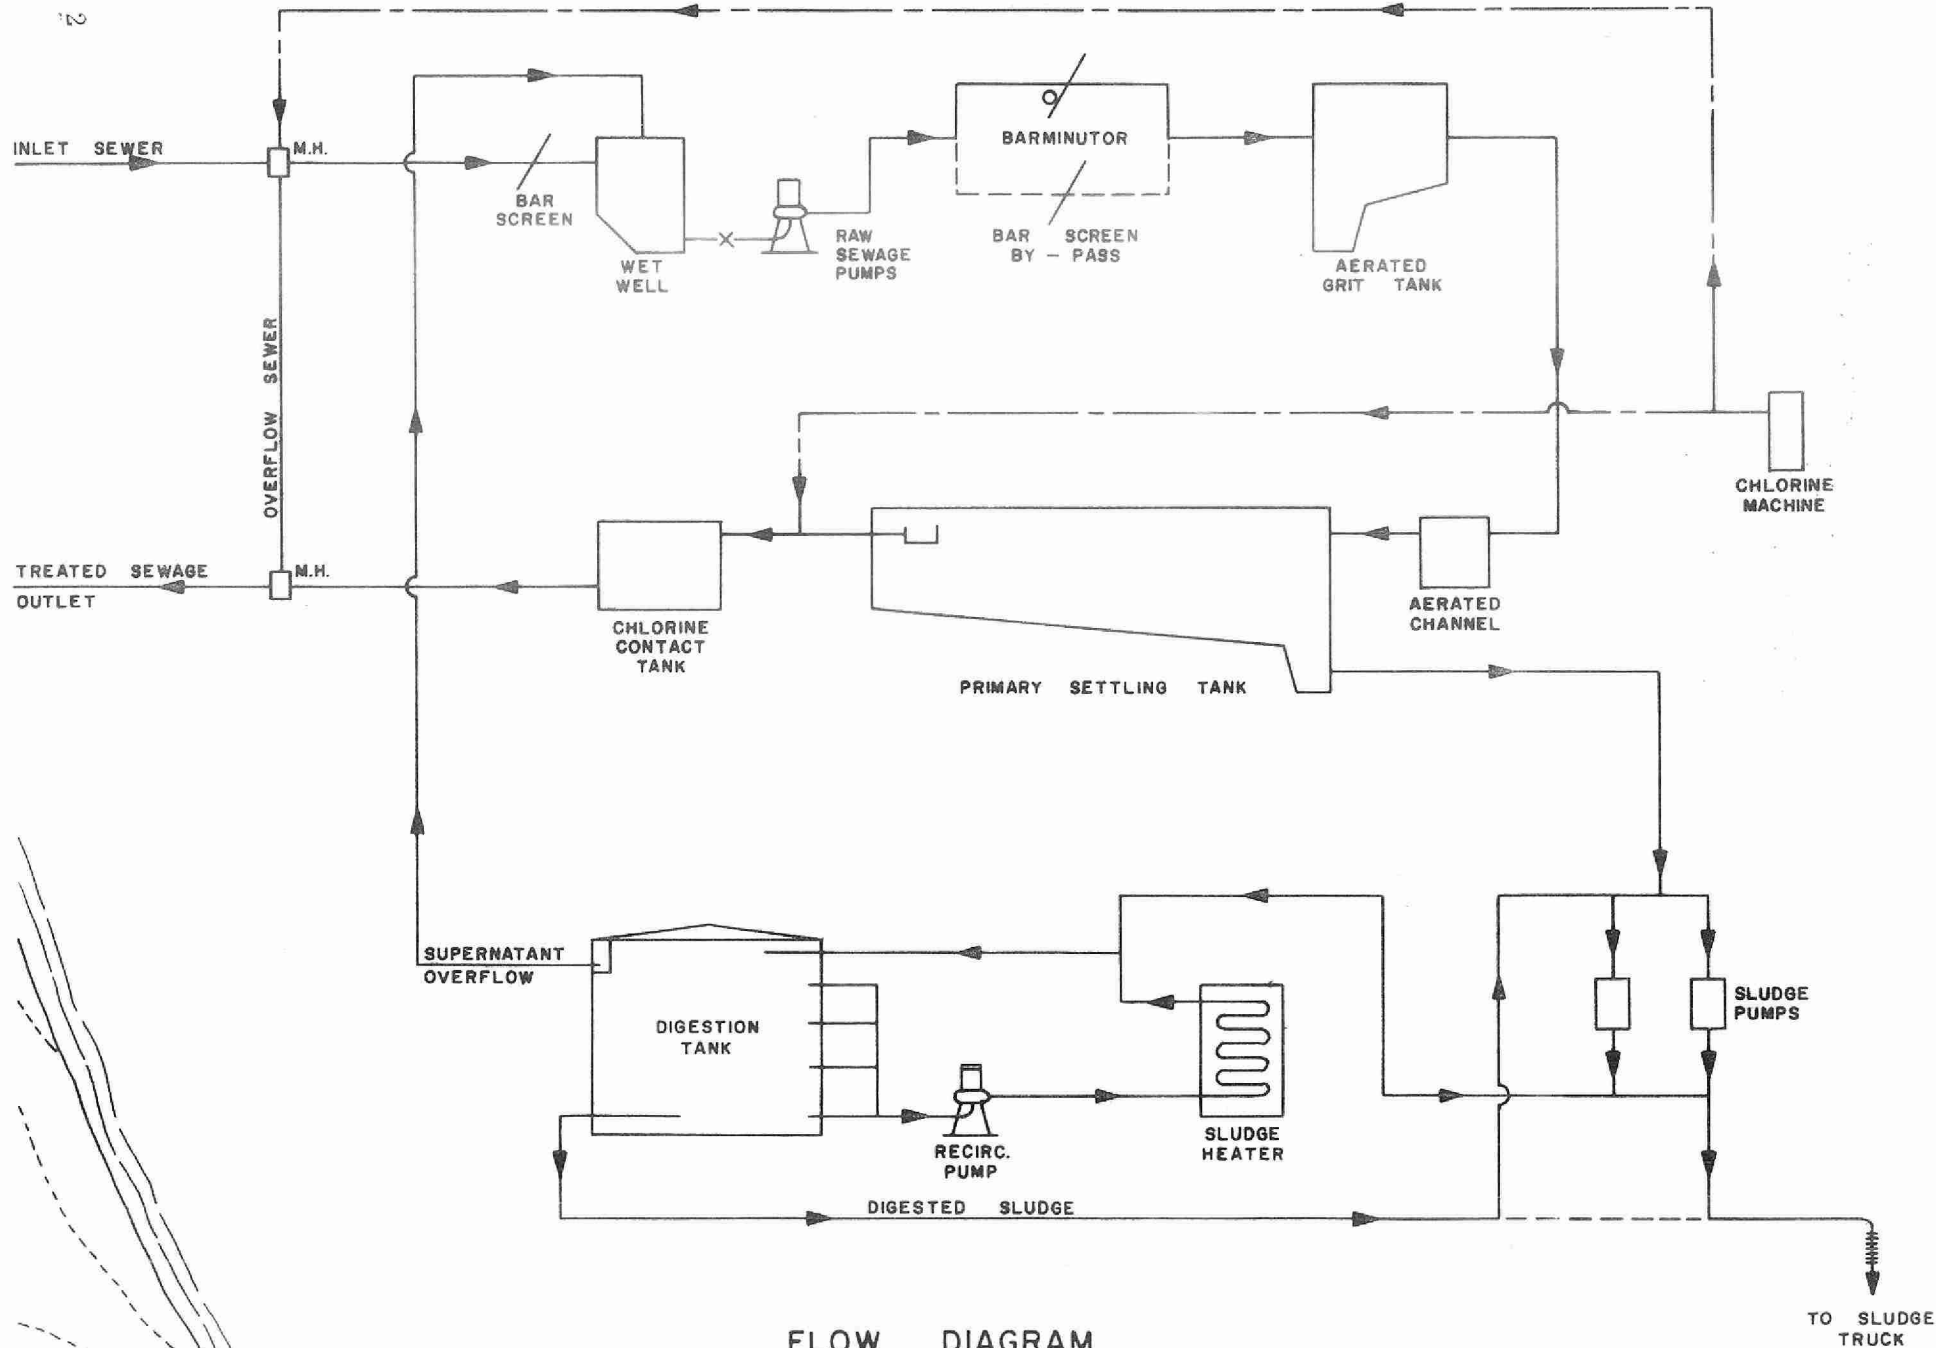 2
INLET SEWER
M.H.
BAR
SCREEN
WET
WELL
RAW
SEWAGE
PUMPS
BARMINUTOR
BAR SCREEN
BY - PASS
AERATED
GRIT TANK
OVERFLOW SEWER
CHLORINE
MACHINE
TREATED SEWAGE
OUTLET
M.H.
CHLORINE
CONTACT
TANK
PRIMARY SETTLING TANK
AERATED
CHANNEL
SUPERNATANT
OVERFLOW
DIGESTION
TANK
RECIRC.
PUMP
SLUDGE
HEATER
SLUDGE
PUMPS
DIGESTED SLUDGE
TO SLUDGE
TRUCK
FLOW DIAGRAM